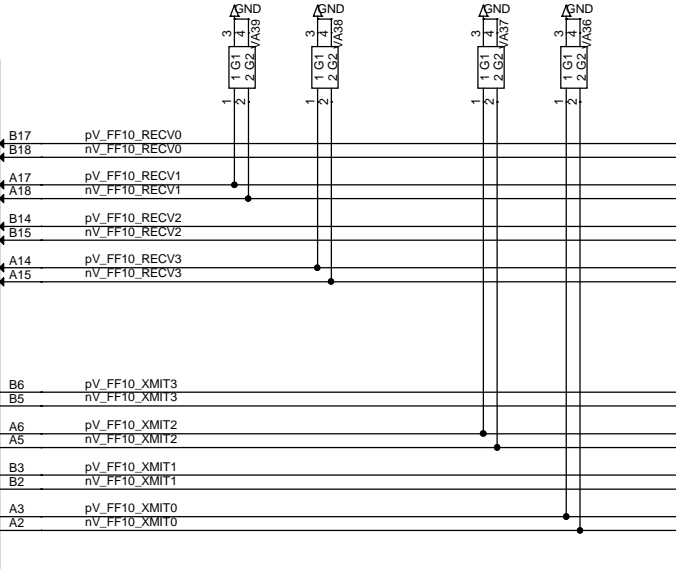 GND GND GND GND
3 4 VA39 3 4 VA38 3 4 VA37 3 4 VA36
1 G1 1 G1 1 G1 1 G1
2 G2 2 G2 2 G2 2 G2
1 2 1 2 1 2 1 2
B17 pV_FF10_RECV0
B18 nV_FF10_RECV0
A17 pV_FF10_RECV1
A18 nV_FF10_RECV1
B14 pV_FF10_RECV2
B15 nV_FF10_RECV2
A14 pV_FF10_RECV3
A15 nV_FF10_RECV3
B6 pV_FF10_XMIT3
B5 nV_FF10_XMIT3
A6 pV_FF10_XMIT2
A5 nV_FF10_XMIT2
B3 pV_FF10_XMIT1
B2 nV_FF10_XMIT1
A3 pV_FF10_XMIT0
A2 nV_FF10_XMIT0